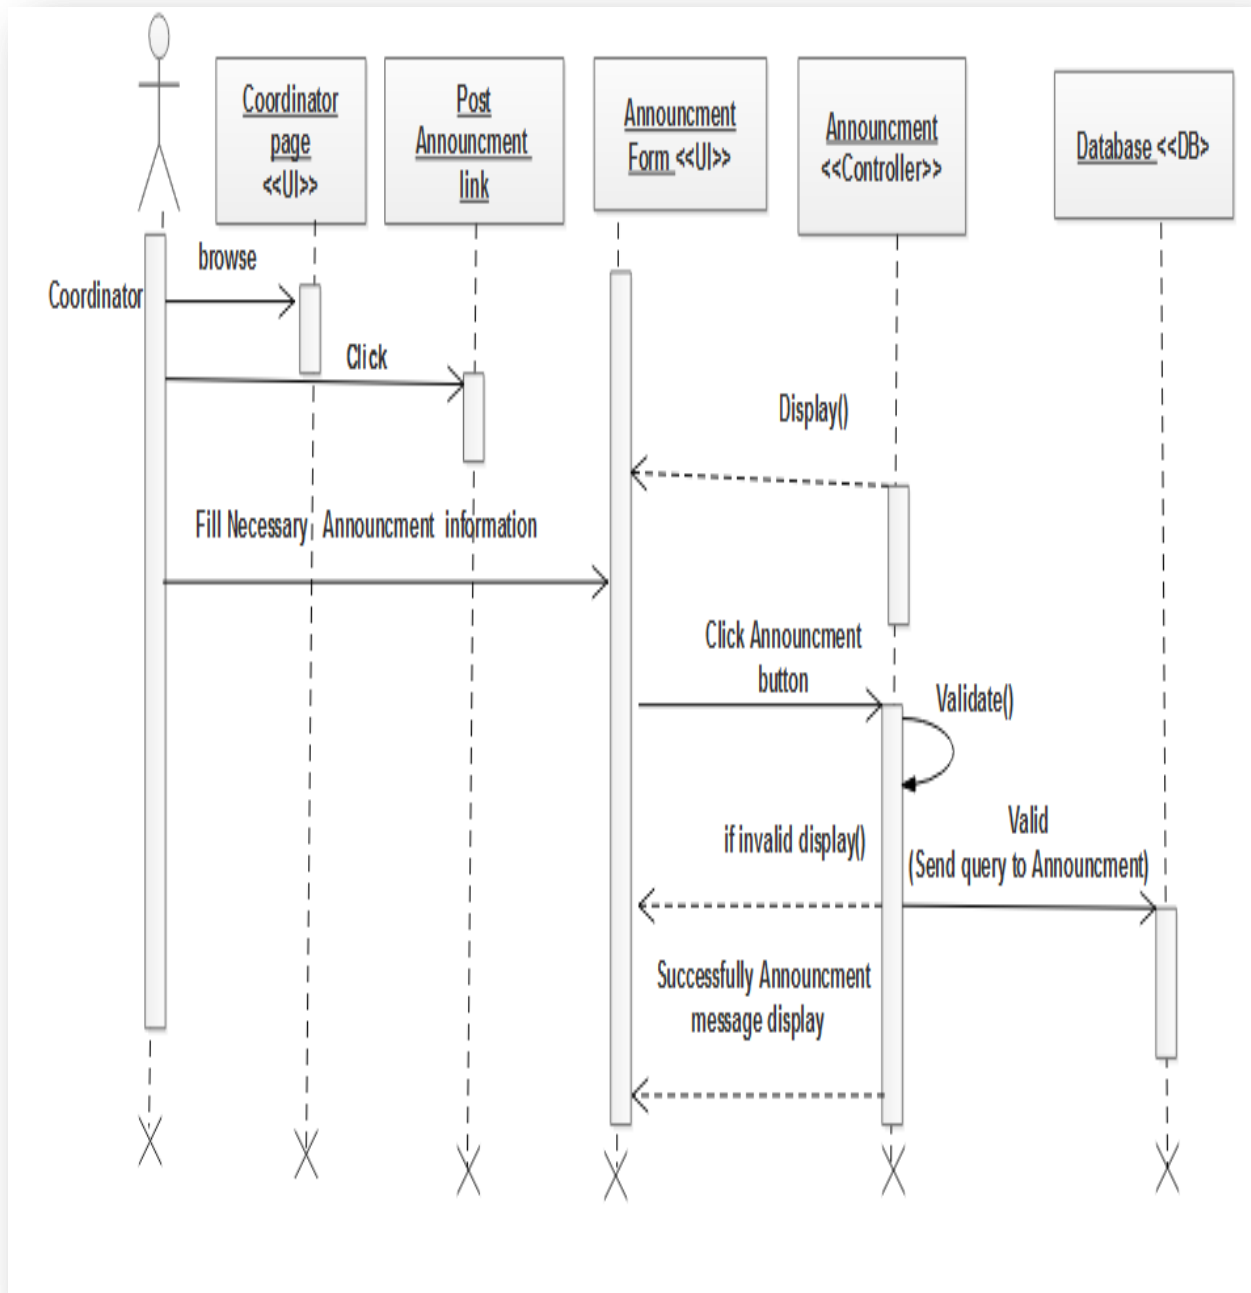 Coordinator
page
<<UI>>
Post
Announcment
link
Announcment
Form <<UI>>
Announcment
<<Controller>>
Database <<DB>
browse
Coordinator
Click
Display()
Fill Necessary Announcment information
Click Announcment
button
Validate()
Valid
(Send query to Announcment)
if invalid display()
Successfully Announcment
message display